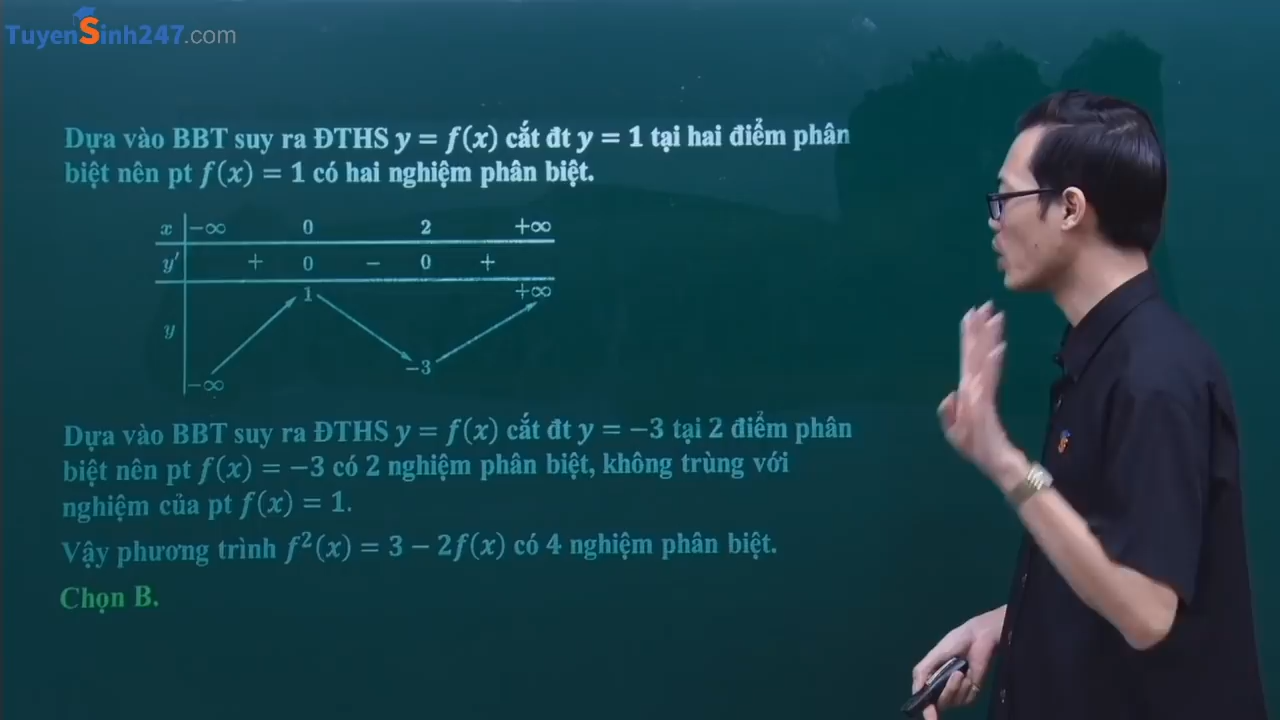 TuyenSinh247.com
Dựa vào BBT suy ra ĐTHS y = f(x) cắt đt y = 1 tại hai điểm phân
biệt nên pt f(x) = 1 có hai nghiệm phân biệt.
x −∞ 0 2 +∞
y′ + 0 − 0 +
1 +∞
y
−3
−∞
Dựa vào BBT suy ra ĐTHS y = f(x) cắt đt y = −3 tại 2 điểm phân
biệt nên pt f(x) = −3 có 2 nghiệm phân biệt, không trùng với
nghiệm của pt f(x) = 1.
Vậy phương trình f²(x) = 3 − 2f(x) có 4 nghiệm phân biệt.
Chọn B.